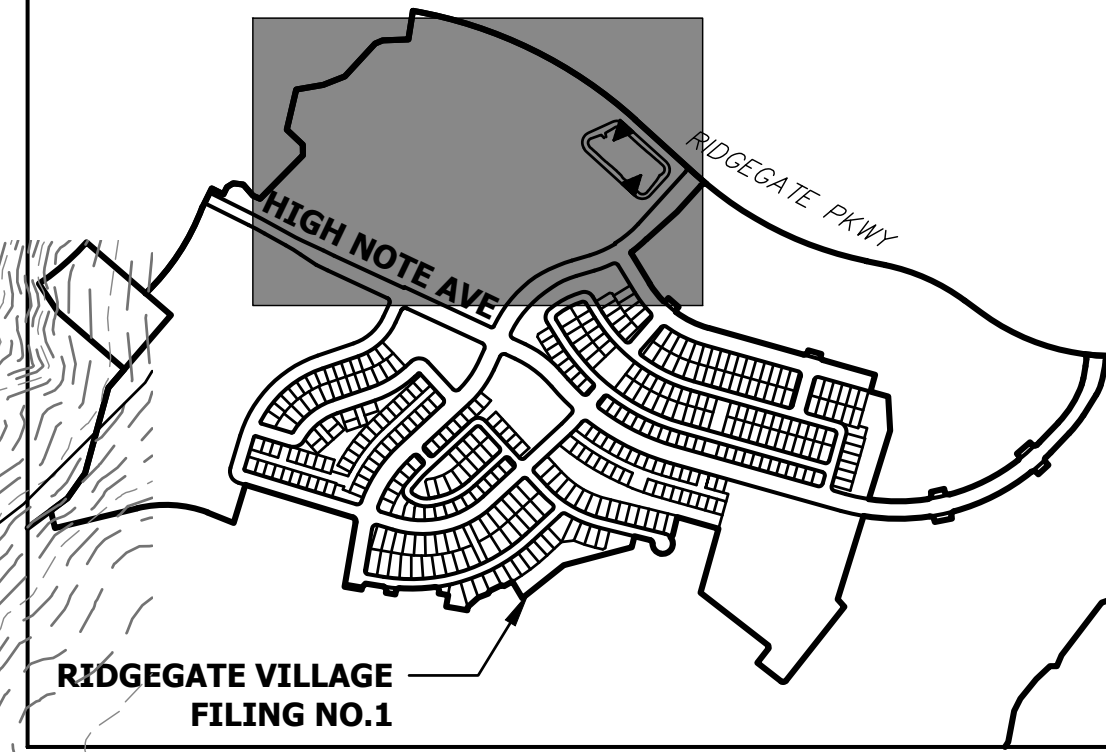 RIDGEGATE PKWY
HIGH NOTE AVE
RIDGEGATE VILLAGE
FILING NO.1